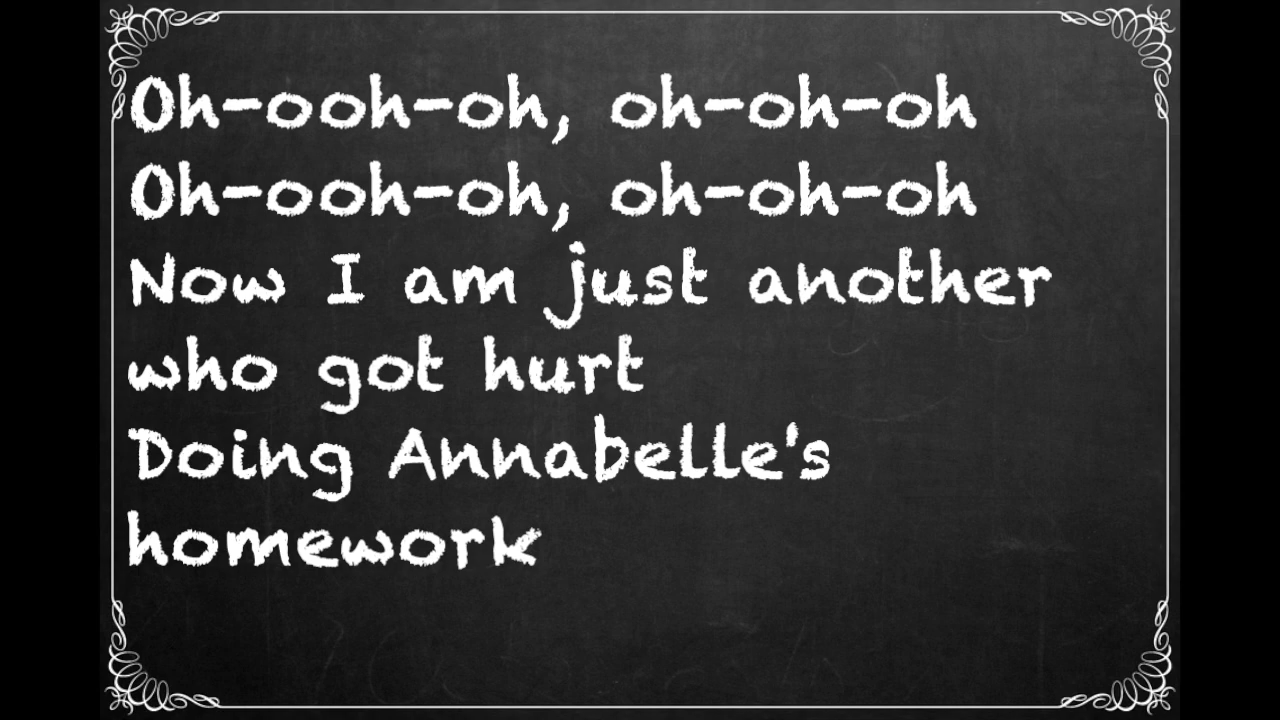 Oh-ooh-oh, oh-oh-oh
Oh-ooh-oh, oh-oh-oh
Now I am just another
who got hurt
Doing Annabelle's
homework